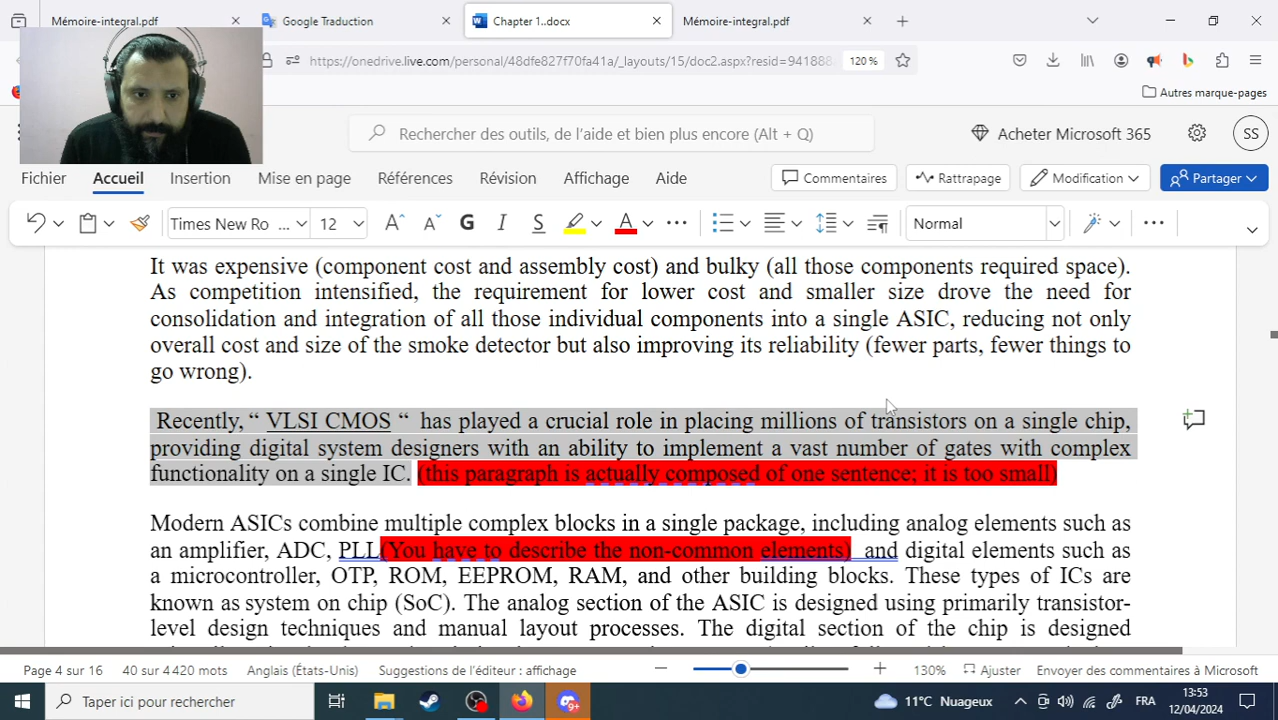 Mémoire-integral.pdf
Google Traduction
Chapter 1..docx
Mémoire-integral.pdf
https://onedrive.live.com/personal/48dfe827f70fa41a/_layouts/15/doc2.aspx?resid=941888
120 %
Autres marque-pages
Rechercher des outils, de l'aide et bien plus encore (Alt + Q)
Acheter Microsoft 365
SS
Fichier Accueil Insertion Mise en page Références Révision Affichage Aide
Commentaires Rattrapage Modification Partager
Times New Ro ... 12 G I S A Normal
It was expensive (component cost and assembly cost) and bulky (all those components required space).
As competition intensified, the requirement for lower cost and smaller size drove the need for
consolidation and integration of all those individual components into a single ASIC, reducing not only
overall cost and size of the smoke detector but also improving its reliability (fewer parts, fewer things to
go wrong).
Recently, “ VLSI CMOS “ has played a crucial role in placing millions of transistors on a single chip,
providing digital system designers with an ability to implement a vast number of gates with complex
functionality on a single IC. (this paragraph is actually composed of one sentence; it is too small)
Modern ASICs combine multiple complex blocks in a single package, including analog elements such as
an amplifier, ADC, PLL(You have to describe the non-common elements) and digital elements such as
a microcontroller, OTP, ROM, EEPROM, RAM, and other building blocks. These types of ICs are
known as system on chip (SoC). The analog section of the ASIC is designed using primarily transistor-
level design techniques and manual layout processes. The digital section of the chip is designed
Page 4 sur 16 40 sur 4 420 mots Anglais (États-Unis) Suggestions de l'éditeur : affichage 130% Ajuster Envoyer des commentaires à Microsoft
Taper ici pour rechercher
9+
11°C Nuageux
FRA
13:53
12/04/2024